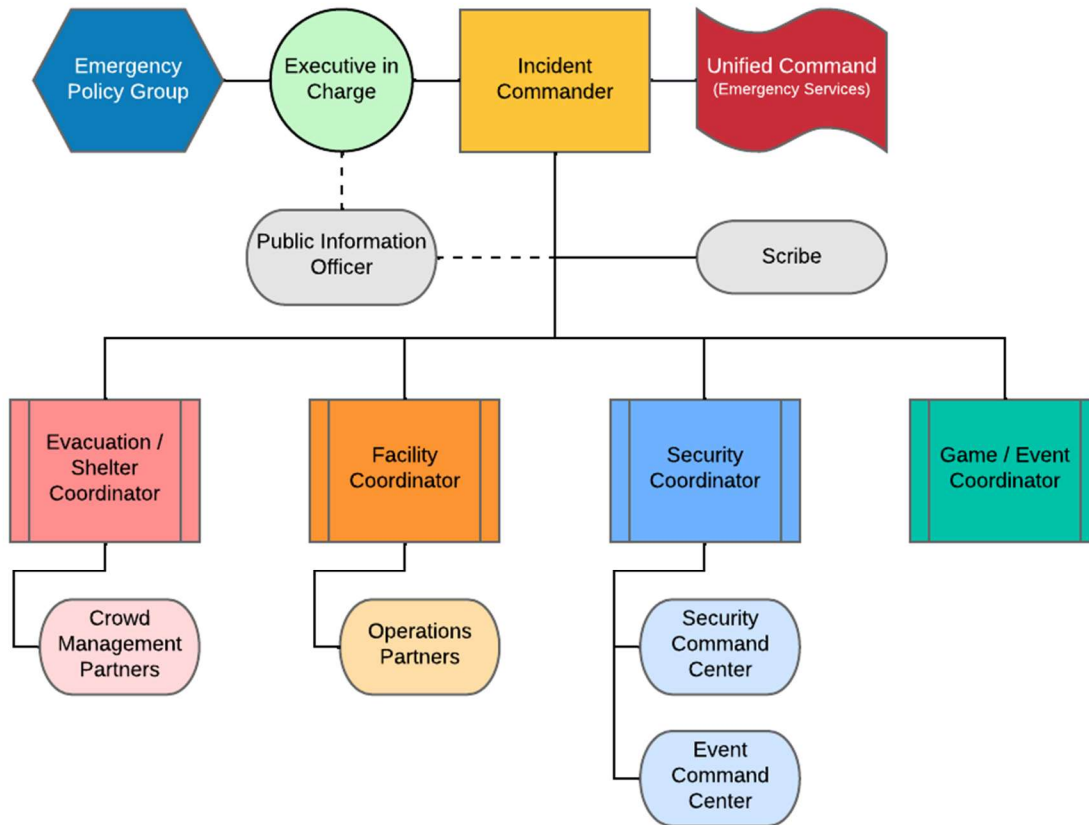 Emergency
Policy Group
Executive in
Charge
Incident
Commander
Unified Command
(Emergency Services)
Public Information
Officer
Scribe
Evacuation /
Shelter
Coordinator
Facility
Coordinator
Security
Coordinator
Game / Event
Coordinator
Crowd
Management
Partners
Operations
Partners
Security
Command
Center
Event
Command
Center